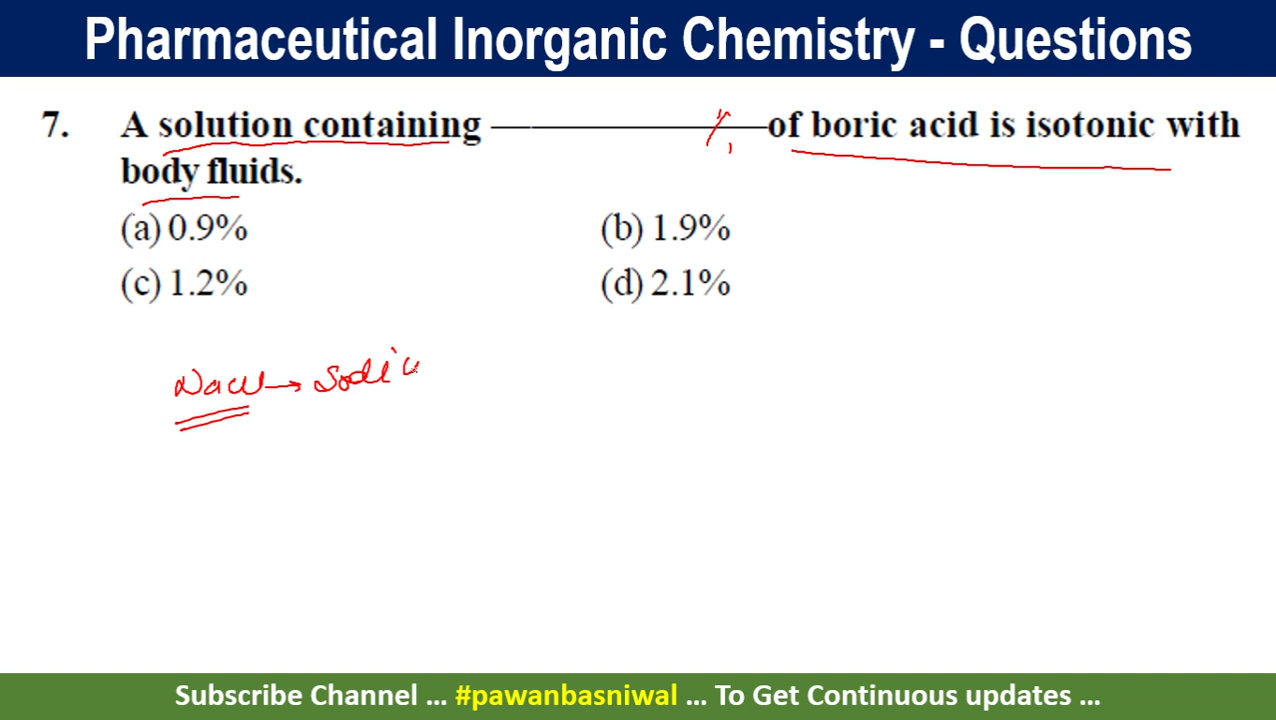 Pharmaceutical Inorganic Chemistry - Questions
7. A solution containing ———————% of boric acid is isotonic with
body fluids.
(a) 0.9% (b) 1.9%
(c) 1.2% (d) 2.1%
NaCl → Sodiu
Subscribe Channel ... #pawanbasniwal ... To Get Continuous updates ...